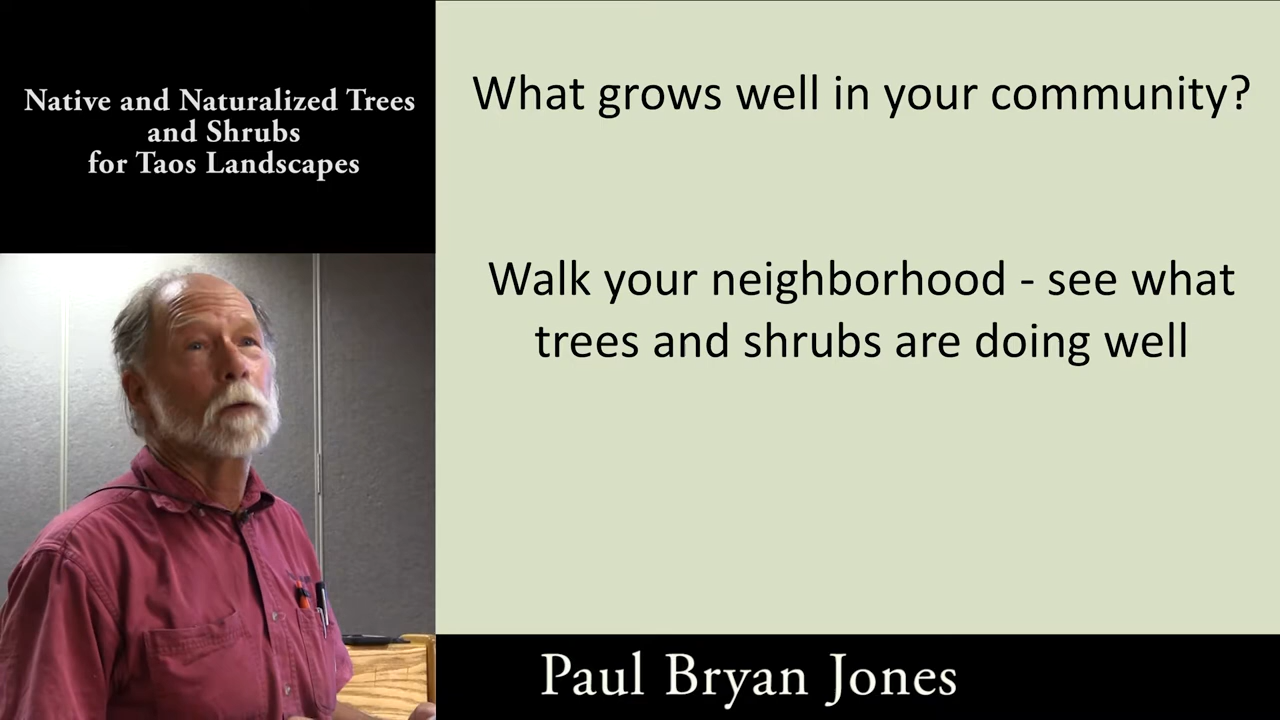 Native and Naturalized Trees
and Shrubs
for Taos Landscapes
What grows well in your community?
Walk your neighborhood - see what
trees and shrubs are doing well
Paul Bryan Jones